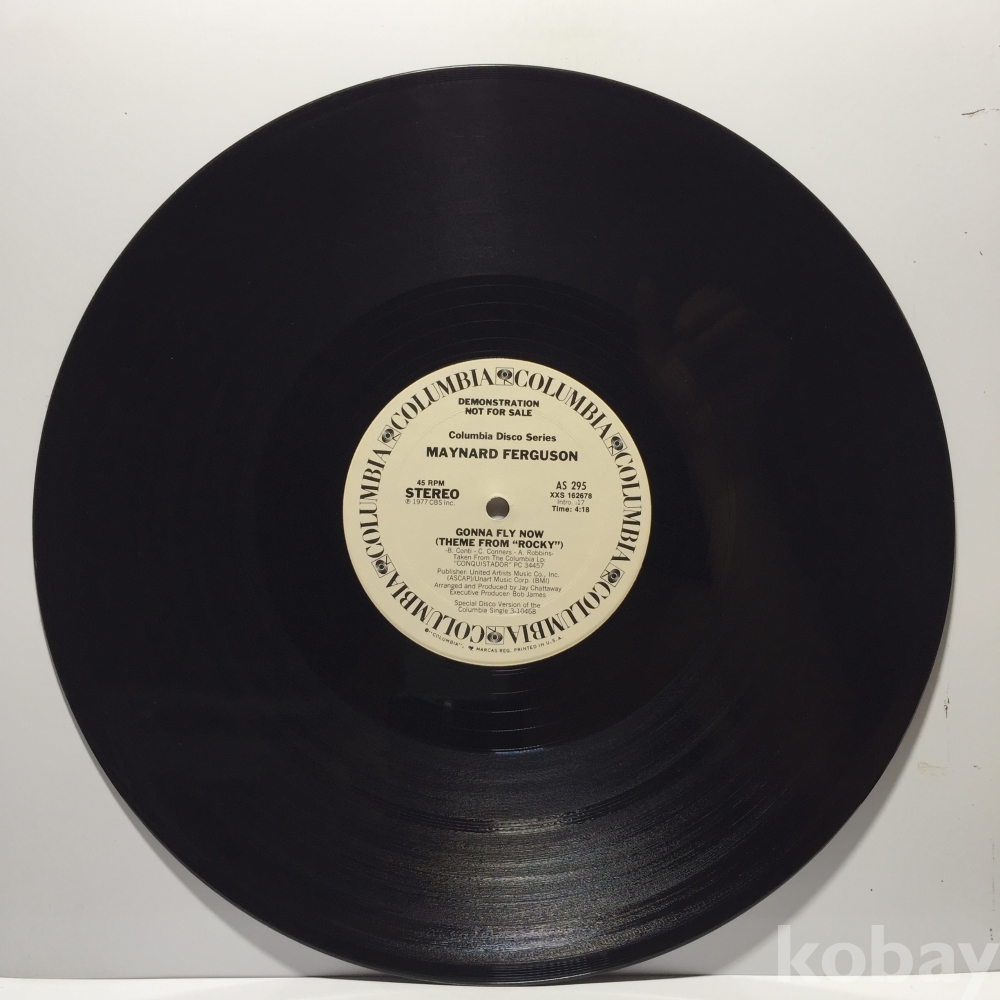 COLUMBIA COLUMBIA COLUMBIA COLUMBIA COLUMBIA COLUMBIA COLUMBIA COLUMBIA
DEMONSTRATION
NOT FOR SALE
Columbia Disco Series
MAYNARD FERGUSON
45 RPM
STEREO
℗ 1977 CBS Inc.
AS 295
XXS 162678
Intro. :17
Time: 4:18
GONNA FLY NOW
(THEME FROM "ROCKY")
-B. Conti - C. Conners - A. Robbins-
Taken From The Columbia Lp:
"CONQUISTADOR" PC 34457
Publisher: United Artists Music Co., Inc.
(ASCAP)/Unart Music Corp. (BMI)
Arranged and Produced by Jay Chattaway
Executive Producer: Bob James
Special Disco Version of the
Columbia Single 3-10468
"COLUMBIA", MARCAS REG. PRINTED IN U.S.A.
kobay